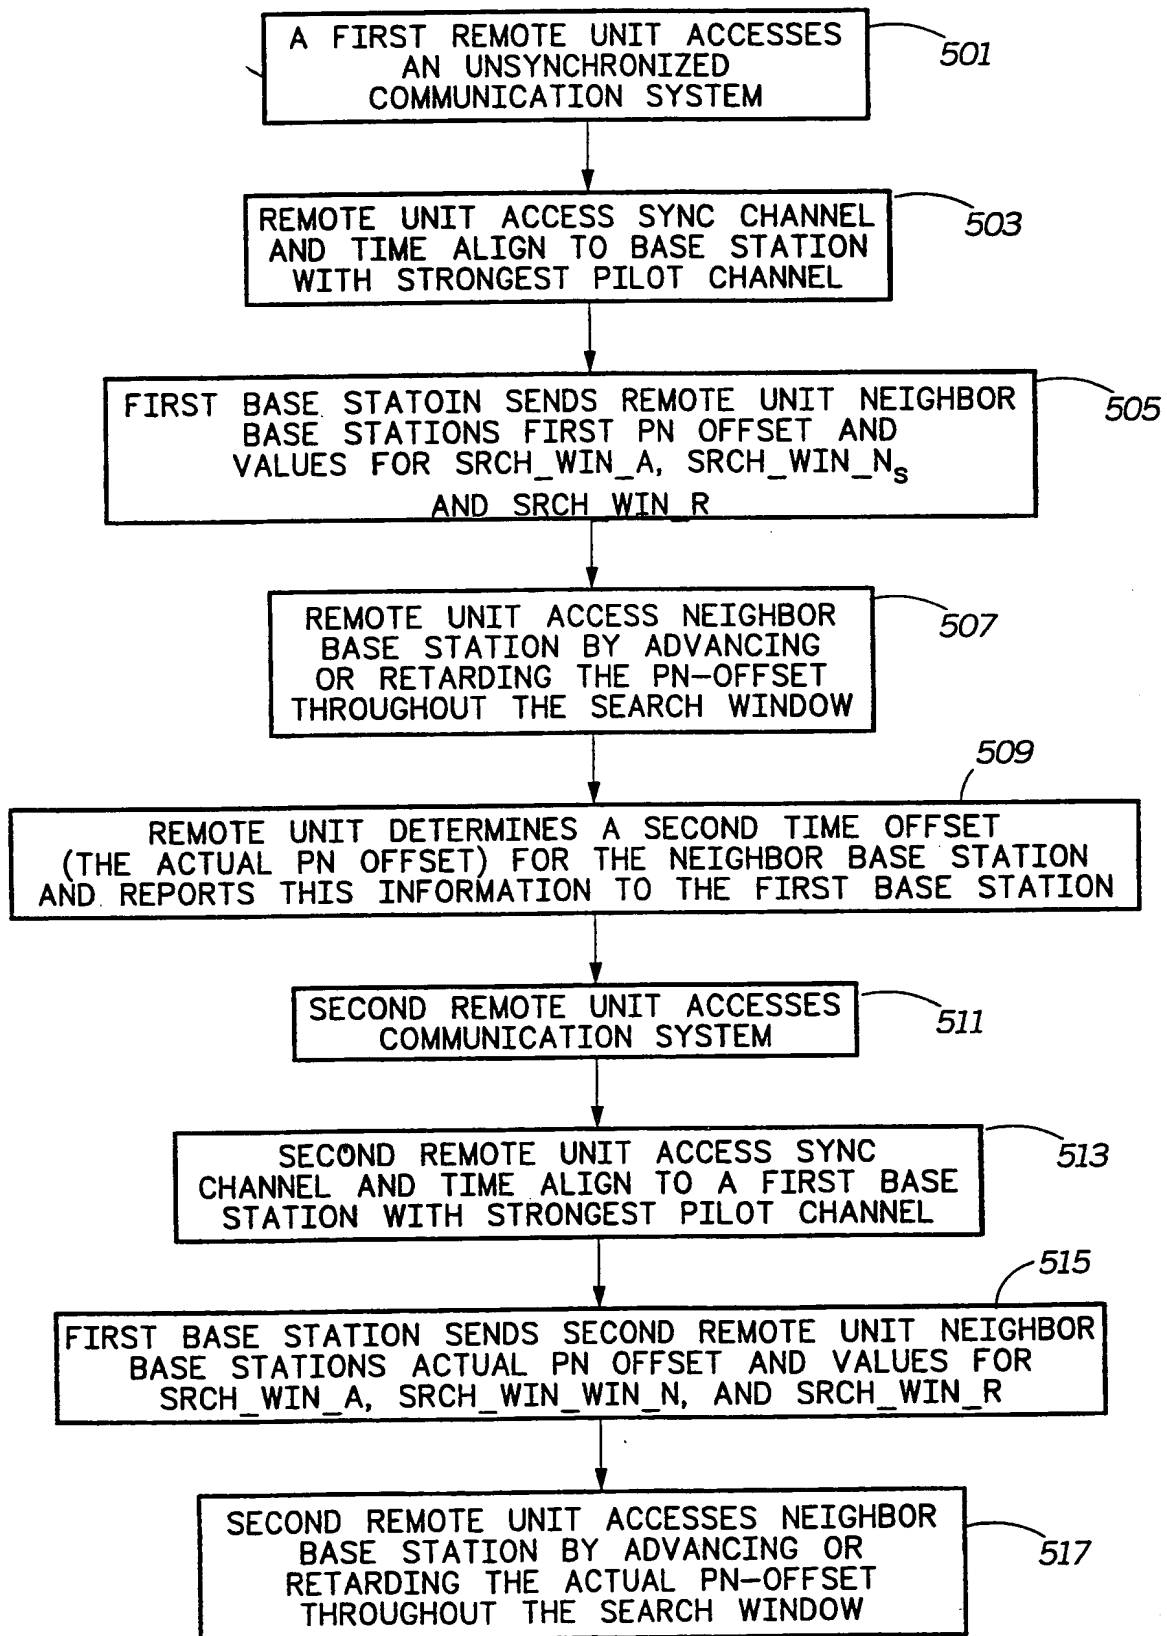 A FIRST REMOTE UNIT ACCESSES
AN UNSYNCHRONIZED
COMMUNICATION SYSTEM
501
REMOTE UNIT ACCESS SYNC CHANNEL
AND TIME ALIGN TO BASE STATION
WITH STRONGEST PILOT CHANNEL
503
FIRST BASE STATOIN SENDS REMOTE UNIT NEIGHBOR
BASE STATIONS FIRST PN OFFSET AND
VALUES FOR SRCH_WIN_A, SRCH_WIN_NS
AND SRCH_WIN_R
505
REMOTE UNIT ACCESS NEIGHBOR
BASE STATION BY ADVANCING
OR RETARDING THE PN-OFFSET
THROUGHOUT THE SEARCH WINDOW
507
509
REMOTE UNIT DETERMINES A SECOND TIME OFFSET
(THE ACTUAL PN OFFSET) FOR THE NEIGHBOR BASE STATION
AND REPORTS THIS INFORMATION TO THE FIRST BASE STATION
SECOND REMOTE UNIT ACCESSES
COMMUNICATION SYSTEM
511
SECOND REMOTE UNIT ACCESS SYNC
CHANNEL AND TIME ALIGN TO A FIRST BASE
STATION WITH STRONGEST PILOT CHANNEL
513
515
FIRST BASE STATION SENDS SECOND REMOTE UNIT NEIGHBOR
BASE STATIONS ACTUAL PN OFFSET AND VALUES FOR
SRCH_WIN_A, SRCH_WIN_WIN_N, AND SRCH_WIN_R
SECOND REMOTE UNIT ACCESSES NEIGHBOR
BASE STATION BY ADVANCING OR
RETARDING THE ACTUAL PN-OFFSET
THROUGHOUT THE SEARCH WINDOW
517